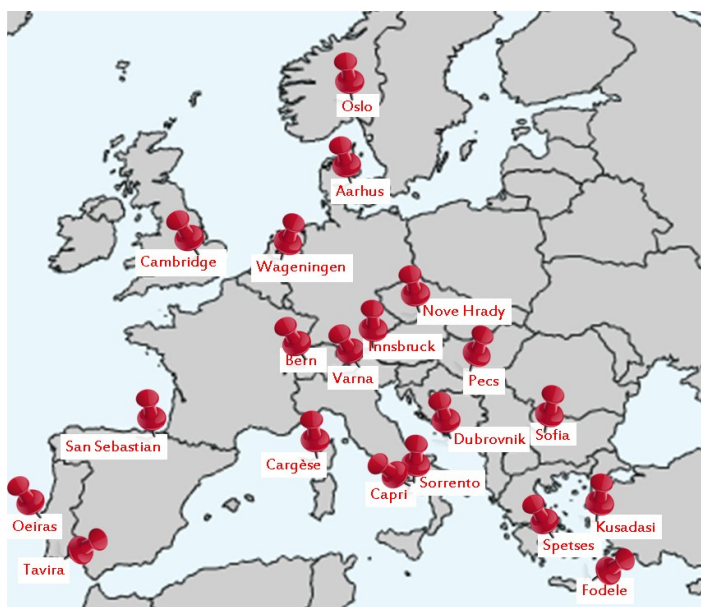 Oslo
Aarhus
Cambridge
Wageningen
Nove Hrady
Innsbruck
Bern
Varna
Pecs
San Sebastian
Dubrovnik
Sofia
Cargèse
Capri
Sorrento
Oeiras
Kusadasi
Spetses
Tavira
Fodele